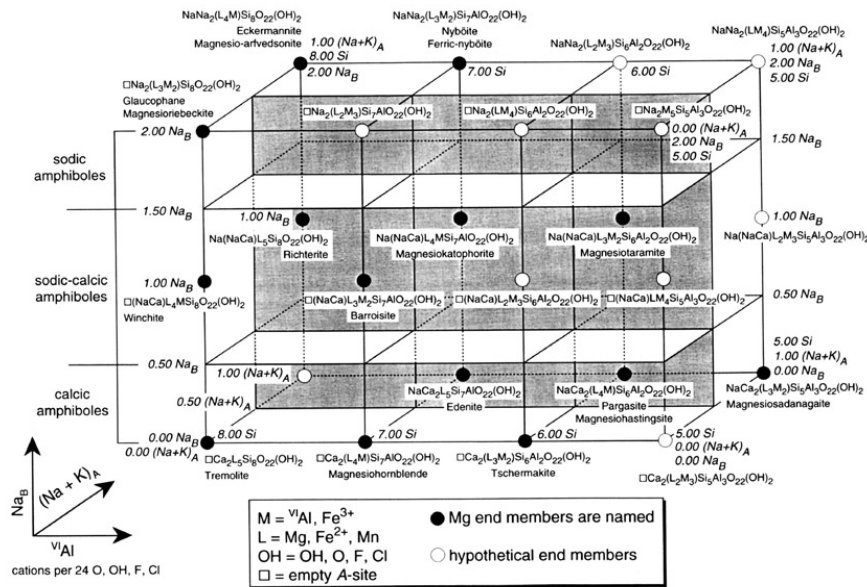 NaNa₂(L₄M)Si₈O₂₂(OH)₂
Eckermannite
Magnesio-arfvedsonite
NaNa₂(L₃M₂)Si₇AlO₂₂(OH)₂
Nyböite
Ferric-nyböite
NaNa₂(L₂M₃)Si₆Al₂O₂₂(OH)₂
NaNa₂(LM₄)Si₅Al₃O₂₂(OH)₂
1.00 (Na+K)A
8.00 Si
2.00 NaB
7.00 Si
6.00 Si
1.00 (Na+K)A
2.00 NaB
5.00 Si
□Na₂(L₃M₂)Si₈O₂₂(OH)₂
Glaucophane
Magnesioriebeckite
□Na₂(L₂M₃)Si₇AlO₂₂(OH)₂
□Na₂(LM₄)Si₆Al₂O₂₂(OH)₂
□Na₂M₅Si₅Al₃O₂₂(OH)₂
2.00 NaB
0.00 (Na+K)A
2.00 NaB
5.00 Si
1.50 NaB
sodic
amphiboles
1.50 NaB
1.00 NaB
1.00 NaB
Na(NaCa)L₅Si₈O₂₂(OH)₂
Richterite
Na(NaCa)L₄MSi₇AlO₂₂(OH)₂
Magnesiokatophorite
Na(NaCa)L₃M₂Si₆Al₂O₂₂(OH)₂
Magnesiotaramite
Na(NaCa)L₂M₃Si₅Al₃O₂₂(OH)₂
sodic-calcic
amphiboles
1.00 NaB
□(NaCa)L₄MSi₈O₂₂(OH)₂
Winchite
□(NaCa)L₃M₂Si₇AlO₂₂(OH)₂
Barroisite
□(NaCa)L₂M₃Si₆Al₂O₂₂(OH)₂
□(NaCa)LM₄Si₅Al₃O₂₂(OH)₂
0.50 NaB
0.50 NaB
1.00 (Na+K)A
5.00 Si
1.00 (Na+K)A
0.00 NaB
calcic
amphiboles
0.50 (Na+K)A
NaCa₂L₅Si₇AlO₂₂(OH)₂
Edenite
NaCa₂(L₄M)Si₆Al₂O₂₂(OH)₂
Pargasite
Magnesiohastingsite
NaCa₂(L₃M₂)Si₅Al₃O₂₂(OH)₂
Magnesiosadanagaite
0.00 NaB
0.00 (Na+K)A
8.00 Si
7.00 Si
6.00 Si
5.00 Si
0.00 (Na+K)A
0.00 NaB
□Ca₂L₅Si₈O₂₂(OH)₂
Tremolite
□Ca₂(L₄M)Si₇AlO₂₂(OH)₂
Magnesiohornblende
□Ca₂(L₃M₂)Si₆Al₂O₂₂(OH)₂
Tschermakite
□Ca₂(L₂M₃)Si₅Al₃O₂₂(OH)₂
NaB
(Na + K)A
ⱽᴵAl
cations per 24 O, OH, F, Cl
M = ⱽᴵAl, Fe³⁺
L = Mg, Fe²⁺, Mn
OH = OH, O, F, Cl
□ = empty A-site
Mg end members are named
hypothetical end members